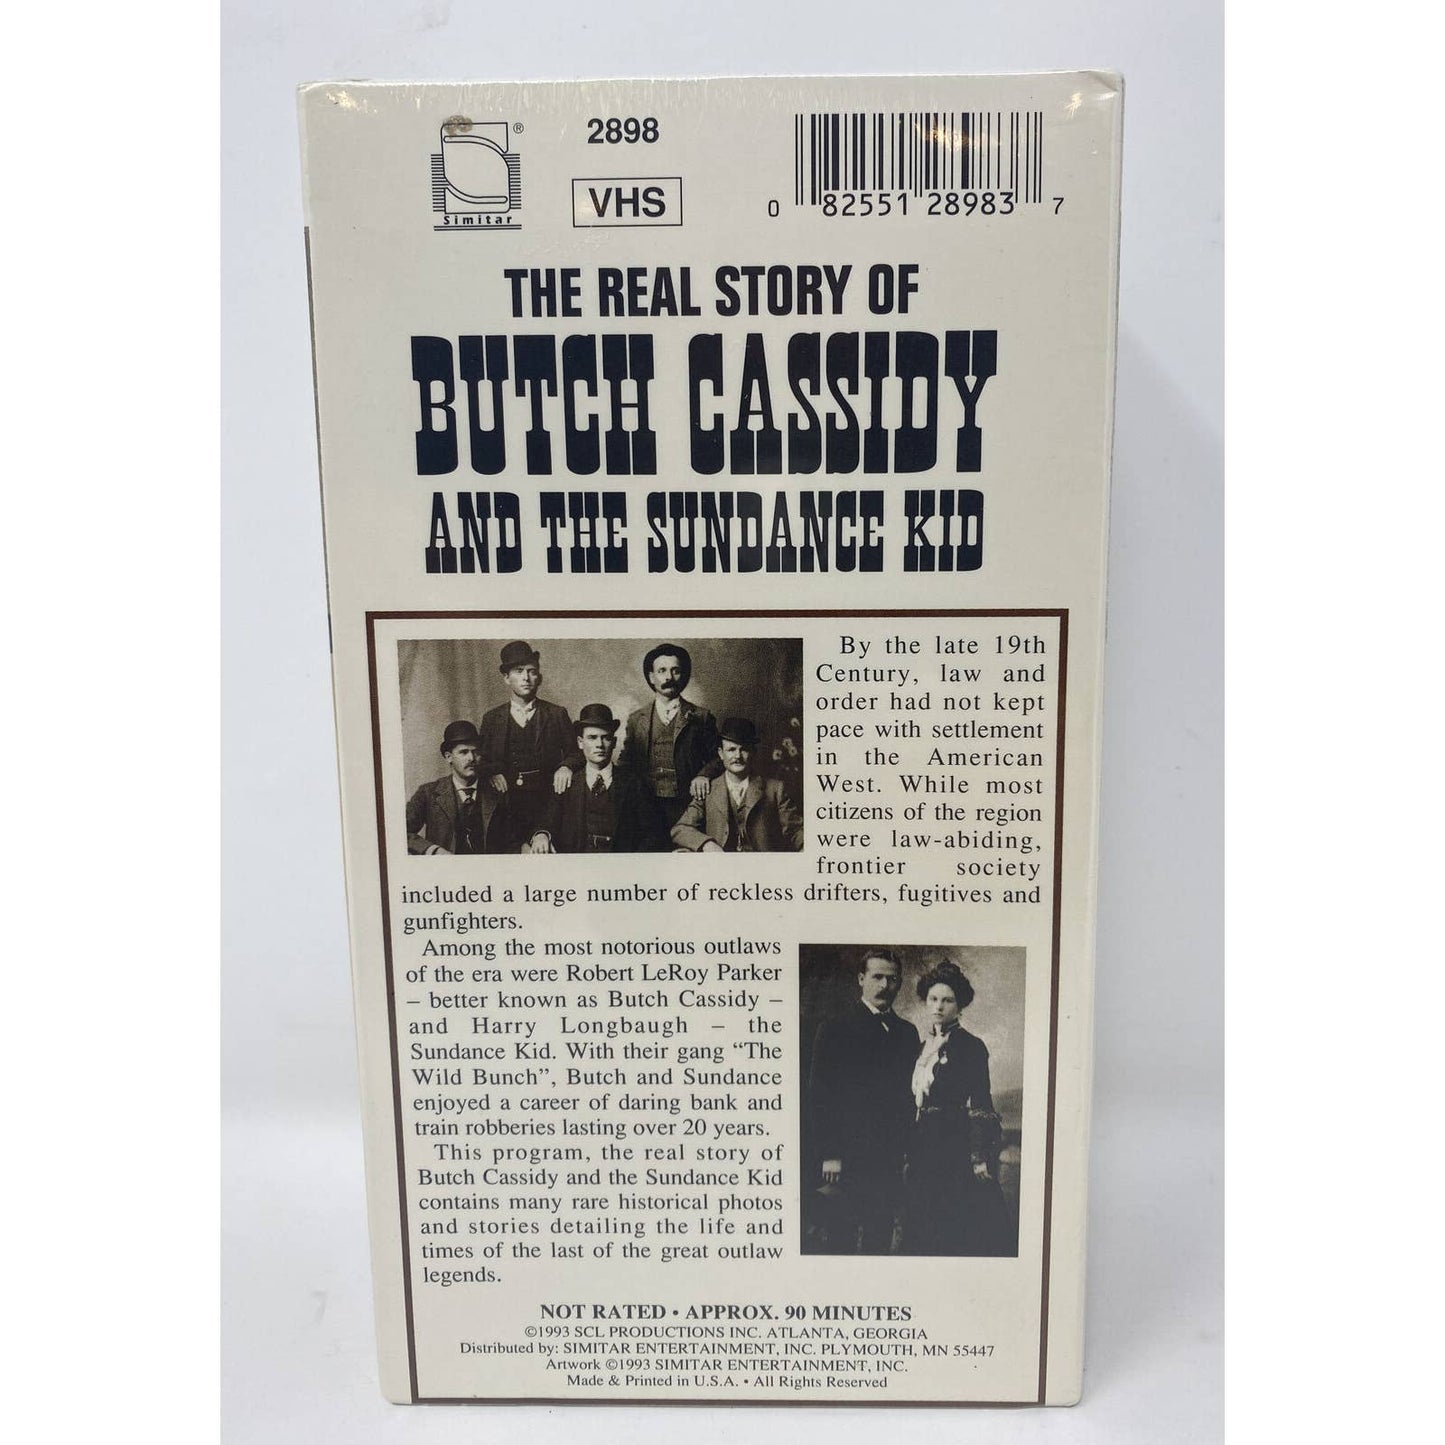 ®
Simitar
2898
VHS
0 82551 28983 7
THE REAL STORY OF
BUTCH CASSIDY
AND THE SUNDANCE KID
By the late 19th
Century, law and
order had not kept
pace with settlement
in the American
West. While most
citizens of the region
were law-abiding,
frontier society
included a large number of reckless drifters, fugitives and
gunfighters.
Among the most notorious outlaws
of the era were Robert LeRoy Parker
– better known as Butch Cassidy –
and Harry Longbaugh – the
Sundance Kid. With their gang “The
Wild Bunch”, Butch and Sundance
enjoyed a career of daring bank and
train robberies lasting over 20 years.
This program, the real story of
Butch Cassidy and the Sundance Kid
contains many rare historical photos
and stories detailing the life and
times of the last of the great outlaw
legends.
NOT RATED • APPROX. 90 MINUTES
©1993 SCL PRODUCTIONS INC. ATLANTA, GEORGIA
Distributed by: SIMITAR ENTERTAINMENT, INC. PLYMOUTH, MN 55447
Artwork ©1993 SIMITAR ENTERTAINMENT, INC.
Made & Printed in U.S.A. • All Rights Reserved